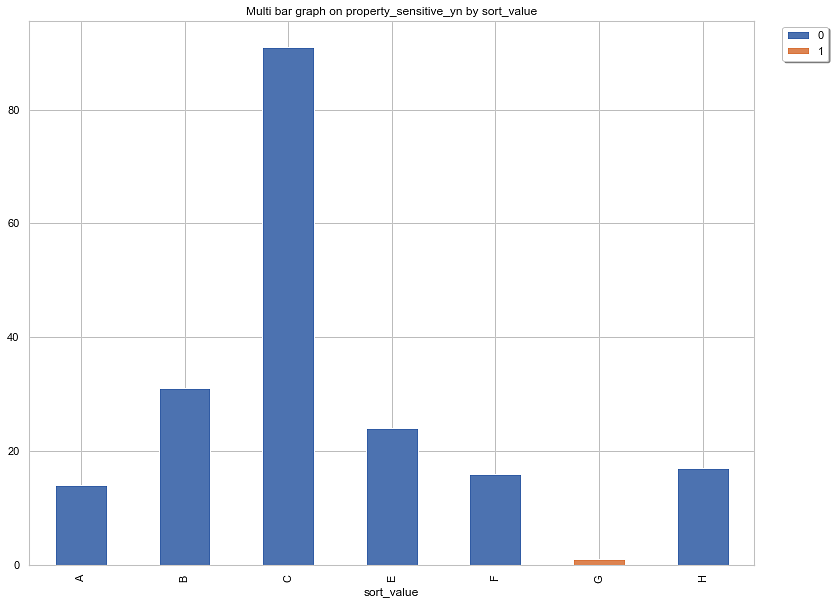 Multi bar graph on property_sensitive_yn by sort_value
0
1
80
60
40
20
0
A
B
C
E
F
G
H
sort_value